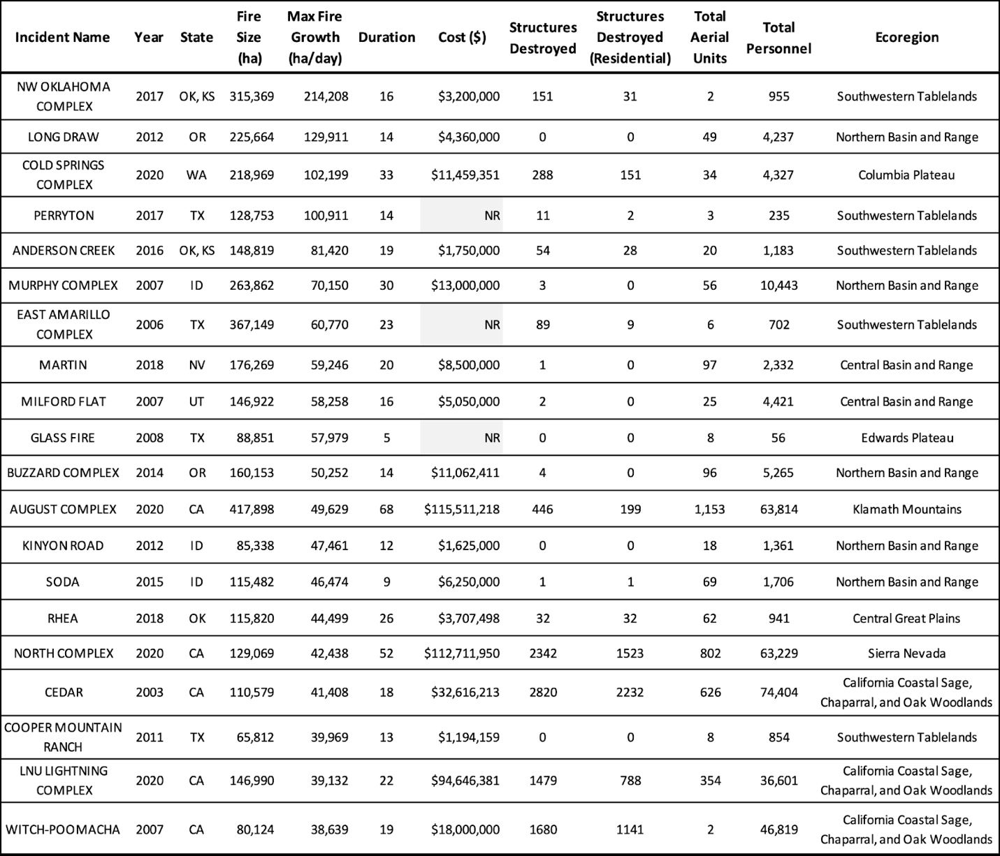 Incident Name Year State Fire Size (ha) Max Fire Growth (ha/day) Duration Cost ($) Structures Destroyed Structures Destroyed (Residential) Total Aerial Units Total Personnel Ecoregion
NW OKLAHOMA COMPLEX 2017 OK, KS 315,369 214,208 16 $3,200,000 151 31 2 955 Southwestern Tablelands
LONG DRAW 2012 OR 225,664 129,911 14 $4,360,000 0 0 49 4,237 Northern Basin and Range
COLD SPRINGS COMPLEX 2020 WA 218,969 102,199 33 $11,459,351 288 151 34 4,327 Columbia Plateau
PERRYTON 2017 TX 128,753 100,911 14 NR 11 2 3 235 Southwestern Tablelands
ANDERSON CREEK 2016 OK, KS 148,819 81,420 19 $1,750,000 54 28 20 1,183 Southwestern Tablelands
MURPHY COMPLEX 2007 ID 263,862 70,150 30 $13,000,000 3 0 56 10,443 Northern Basin and Range
EAST AMARILLO COMPLEX 2006 TX 367,149 60,770 23 NR 89 9 6 702 Southwestern Tablelands
MARTIN 2018 NV 176,269 59,246 20 $8,500,000 1 0 97 2,332 Central Basin and Range
MILFORD FLAT 2007 UT 146,922 58,258 16 $5,050,000 2 0 25 4,421 Central Basin and Range
GLASS FIRE 2008 TX 88,851 57,979 5 NR 0 0 8 56 Edwards Plateau
BUZZARD COMPLEX 2014 OR 160,153 50,252 14 $11,062,411 4 0 96 5,265 Northern Basin and Range
AUGUST COMPLEX 2020 CA 417,898 49,629 68 $115,511,218 446 199 1,153 63,814 Klamath Mountains
KINYON ROAD 2012 ID 85,338 47,461 12 $1,625,000 0 0 18 1,361 Northern Basin and Range
SODA 2015 ID 115,482 46,474 9 $6,250,000 1 1 69 1,706 Northern Basin and Range
RHEA 2018 OK 115,820 44,499 26 $3,707,498 32 32 62 941 Central Great Plains
NORTH COMPLEX 2020 CA 129,069 42,438 52 $112,711,950 2342 1523 802 63,229 Sierra Nevada
CEDAR 2003 CA 110,579 41,408 18 $32,616,213 2820 2232 626 74,404 California Coastal Sage, Chaparral, and Oak Woodlands
COOPER MOUNTAIN RANCH 2011 TX 65,812 39,969 13 $1,194,159 0 0 8 854 Southwestern Tablelands
LNU LIGHTNING COMPLEX 2020 CA 146,990 39,132 22 $94,646,381 1479 788 354 36,601 California Coastal Sage, Chaparral, and Oak Woodlands
WITCH-POOMACHA 2007 CA 80,124 38,639 19 $18,000,000 1680 1141 2 46,819 California Coastal Sage, Chaparral, and Oak Woodlands